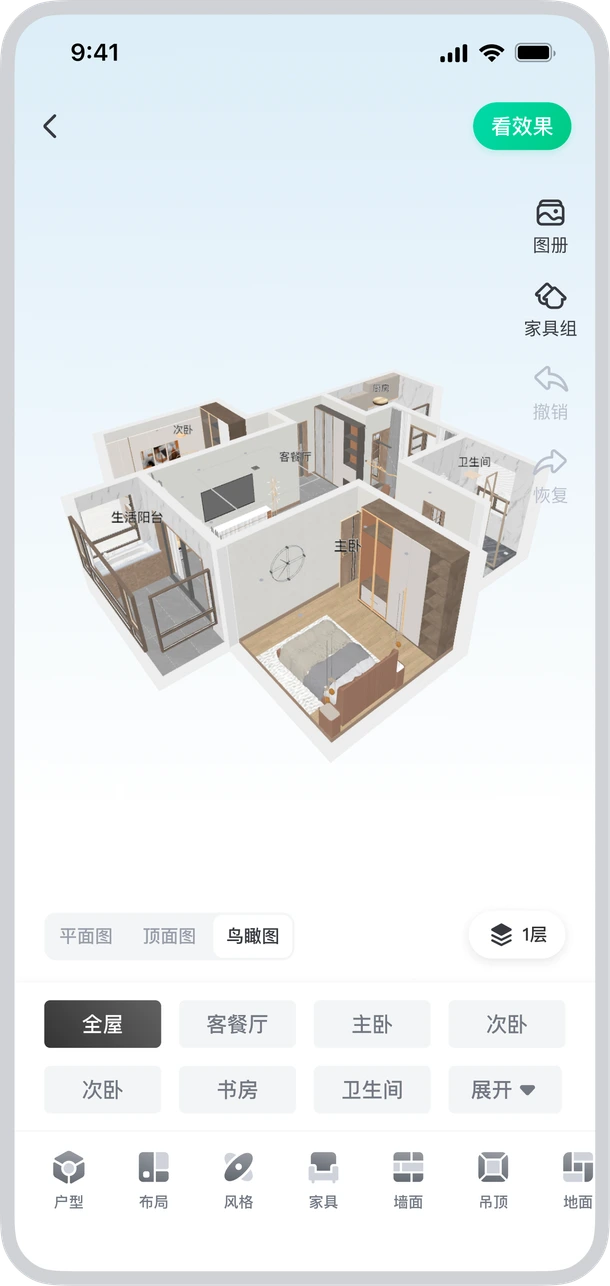 9:41
看效果
图册
家具组
撤销
恢复
厨房
次卧
客餐厅
卫生间
生活阳台
主卧
平面图 顶面图 鸟瞰图 1层
全屋 客餐厅 主卧 次卧
次卧 书房 卫生间 展开
户型 布局 风格 家具 墙面 吊顶 地面